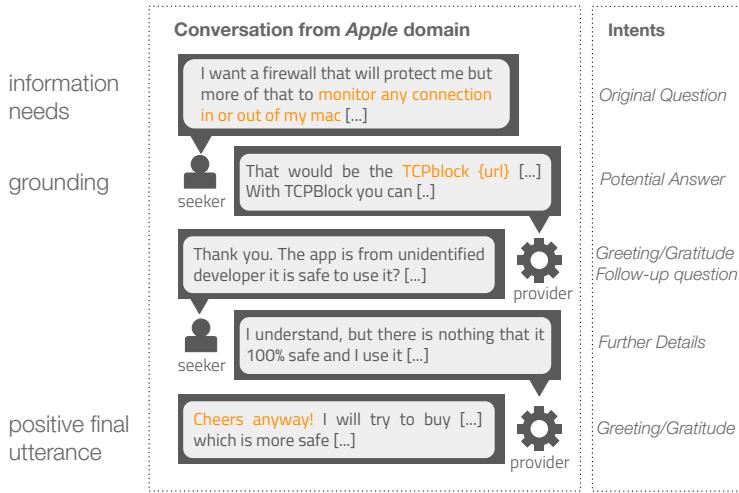 Conversation from Apple domain
Intents
information
needs
I want a firewall that will protect me but
more of that to monitor any connection
in or out of my mac [...]
Original Question
seeker
grounding
That would be the TCPblock {url} [...]
With TCPBlock you can [..]
Potential Answer
provider
Thank you. The app is from unidentified
developer it is safe to use it? [...]
Greeting/Gratitude
Follow-up question
seeker
I understand, but there is nothing that it
100% safe and I use it [...]
Further Details
provider
positive final
utterance
Cheers anyway! I will try to buy [...]
which is more safe [...]
Greeting/Gratitude